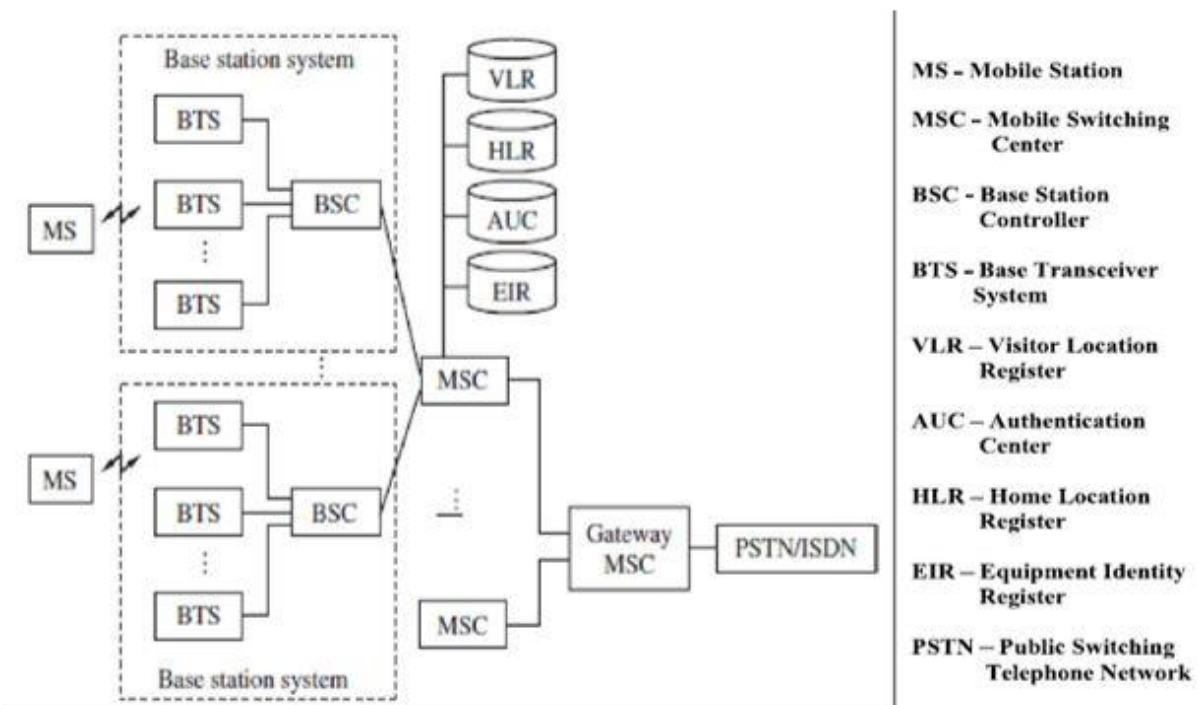 Base station system
BTS
BTS
BTS
BSC
MS
VLR
HLR
AUC
EIR
MSC
Base station system
BTS
BTS
BTS
BSC
MS
MSC
Gateway
MSC
PSTN/ISDN
MS - Mobile Station
MSC - Mobile Switching
Center
BSC - Base Station
Controller
BTS - Base Transceiver
System
VLR – Visitor Location
Register
AUC – Authentication
Center
HLR – Home Location
Register
EIR – Equipment Identity
Register
PSTN – Public Switching
Telephone Network